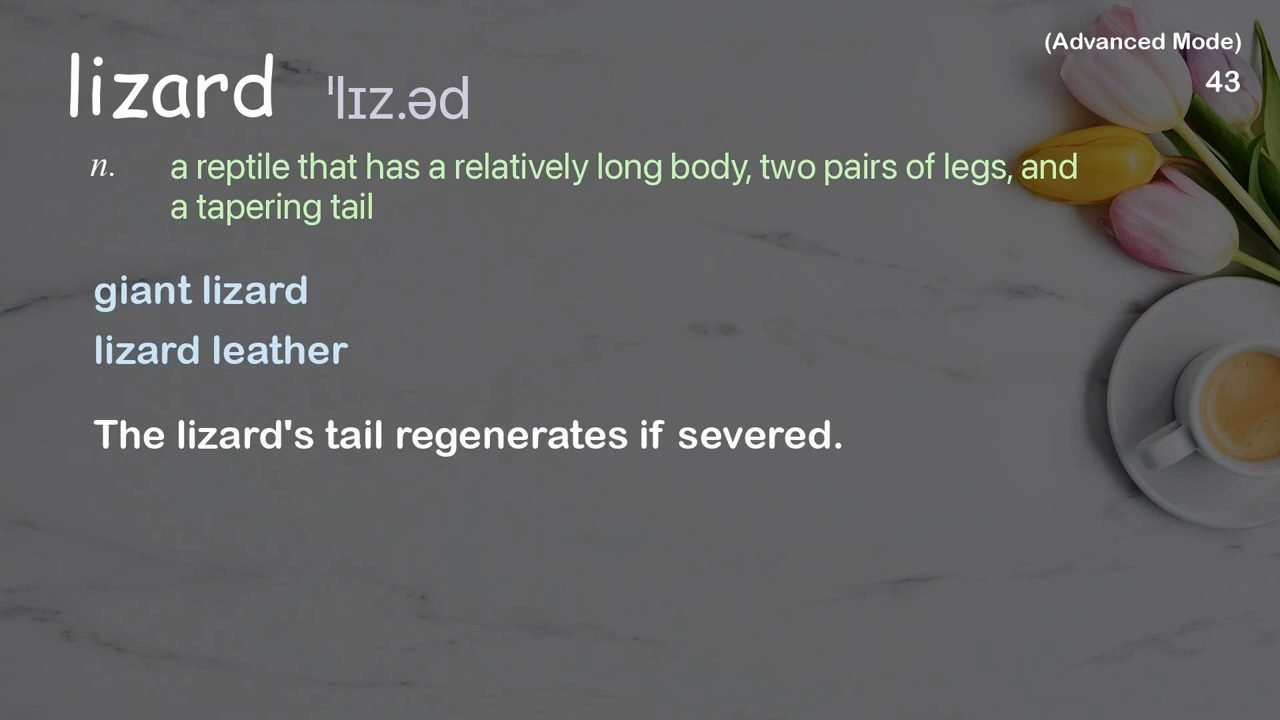 (Advanced Mode)
43
lizard ˈlɪz.əd
n. a reptile that has a relatively long body, two pairs of legs, and
a tapering tail
giant lizard
lizard leather
The lizard's tail regenerates if severed.